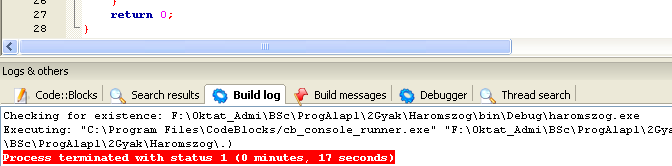 26 }
27 return 0;
28 }
Logs & others
Code::Blocks Search results Build log Build messages Debugger Thread search
Checking for existence: F:\Oktat_Admi\BSc\ProgAlapl\2Gyak\Haromszog\bin\Debug\haromszog.exe
Executing: "C:\Program Files\CodeBlocks/cb_console_runner.exe" "F:\Oktat_Admi\BSc\ProgAlapl\2Gyak
\BSc\ProgAlapl\2Gyak\Haromszog\.)
Process terminated with status 1 (0 minutes, 17 seconds)